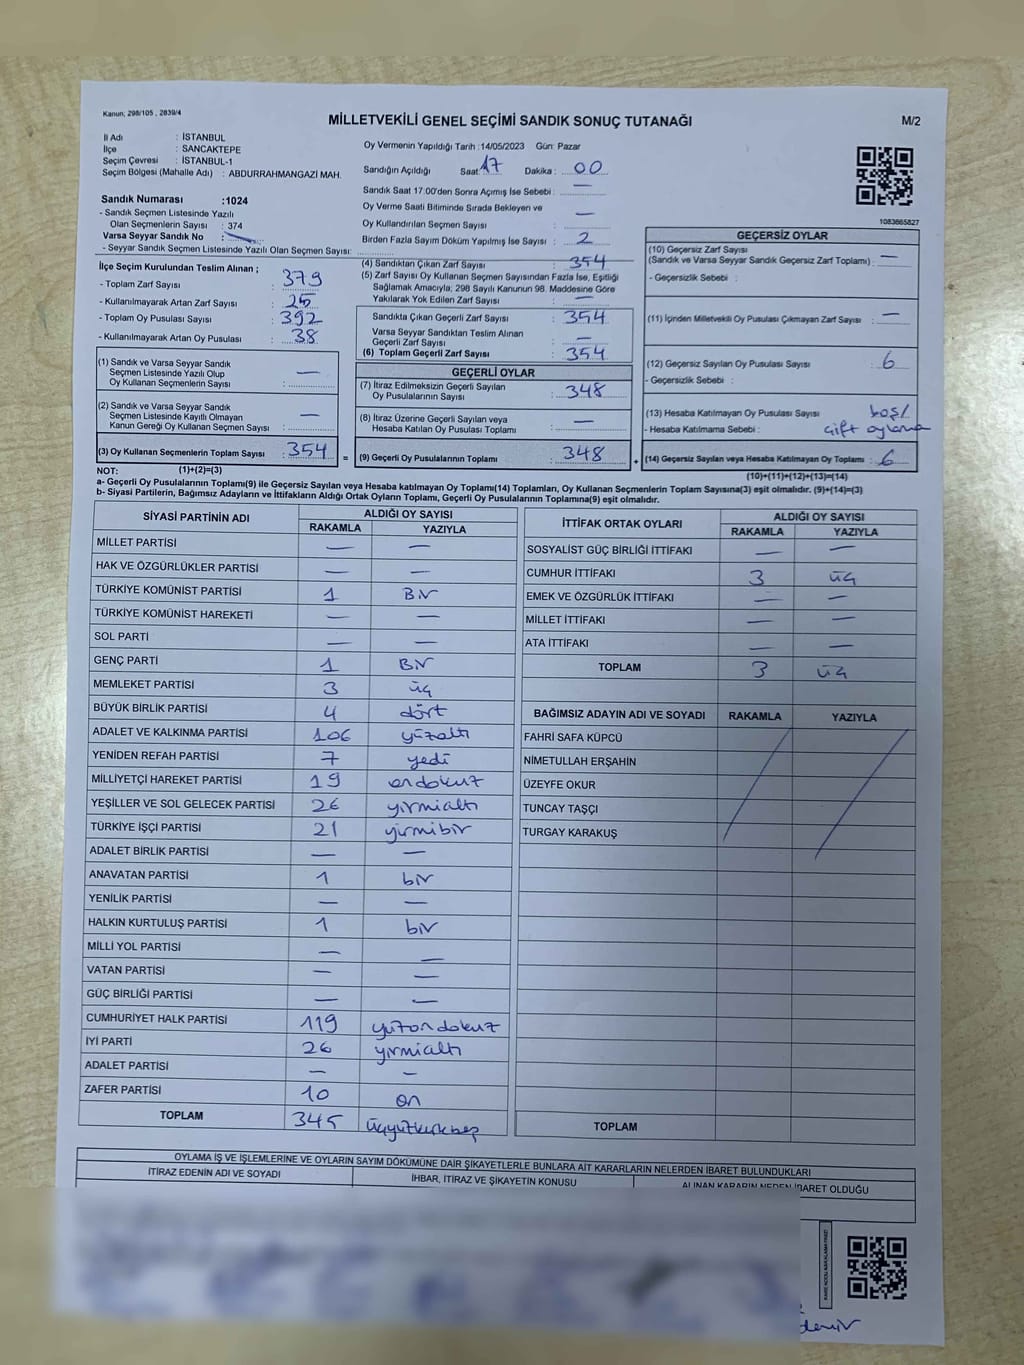 Kanun; 298/105 , 2839/4
MİLLETVEKİLİ GENEL SEÇİMİ SANDIK SONUÇ TUTANAĞI
M/2
İl Adı : İSTANBUL
İlçe : SANCAKTEPE
Seçim Çevresi : İSTANBUL-1
Seçim Bölgesi (Mahalle Adı) : ABDURRAHMANGAZİ MAH.
Sandık Numarası :1024
- Sandık Seçmen Listesinde Yazılı
Olan Seçmenlerin Sayısı : 374
Varsa Seyyar Sandık No :
- Seyyar Sandık Seçmen Listesinde Yazılı Olan Seçmen Sayısı:
Oy Vermenin Yapıldığı Tarih :14/05/2023 Gün: Pazar
Sandığın Açıldığı Saat: 17 Dakika : 00
Sandık Saat 17:00'den Sonra Açımış İse Sebebi : —
Oy Verme Saati Bitiminde Sırada Bekleyen ve
Oy Kullandırılan Seçmen Sayısı : —
Birden Fazla Sayım Döküm Yapılmış İse Sayısı : 2
1083665827
İlçe Seçim Kurulundan Teslim Alınan ;
- Toplam Zarf Sayısı : 379
- Kullanılmayarak Artan Zarf Sayısı : 25
- Toplam Oy Pusulası Sayısı : 392
- Kullanılmayarak Artan Oy Pusulası : 38
(1) Sandık ve Varsa Seyyar Sandık
Seçmen Listesinde Yazılı Olup
Oy Kullanan Seçmenlerin Sayısı : —
(2) Sandık ve Varsa Seyyar Sandık
Seçmen Listesinde Kayıtlı Olmayan
Kanun Gereği Oy Kullanan Seçmen Sayısı : —
(3) Oy Kullanan Seçmenlerin Toplam Sayısı : 354
(1)+(2)=(3)
(4) Sandıktan Çıkan Zarf Sayısı : 354
(5) Zarf Sayısı Oy Kullanan Seçmen Sayısından Fazla İse, Eşitliği
Sağlamak Amacıyla; 298 Sayılı Kanunun 98. Maddesine Göre
Yakılarak Yok Edilen Zarf Sayısı : —
Sandıkta Çıkan Geçerli Zarf Sayısı : 354
Varsa Seyyar Sandıktan Teslim Alınan
Geçerli Zarf Sayısı : —
(6) Toplam Geçerli Zarf Sayısı : 354
GEÇERLİ OYLAR
(7) İtiraz Edilmeksizin Geçerli Sayılan
Oy Pusulalarının Sayısı : 348
(8) İtiraz Üzerine Geçerli Sayılan veya
Hesaba Katılan Oy Pusulası Toplamı : —
= (9) Geçerli Oy Pusulalarının Toplamı : 348 +
GEÇERSİZ OYLAR
(10) Geçersiz Zarf Sayısı
(Sandık ve Varsa Seyyar Sandık Geçersiz Zarf Toplamı) : —
- Geçersizlik Sebebi :
(11) İçinden Milletvekili Oy Pusulası Çıkmayan Zarf Sayısı : —
(12) Geçersiz Sayılan Oy Pusulası Sayısı : 6
- Geçersizlik Sebebi :
(13) Hesaba Katılmayan Oy Pusulası Sayısı : boş/
- Hesaba Katılmama Sebebi : çift oylama
(14) Geçersiz Sayılan veya Hesaba Katılmayan Oy Toplamı : 6
(10)+(11)+(12)+(13)=(14)
NOT:
a- Geçerli Oy Pusulalarının Toplamı(9) ile Geçersiz Sayılan veya Hesaba katılmayan Oy Toplamı(14) Toplamları, Oy Kullanan Seçmenlerin Toplam Sayısına(3) eşit olmalıdır. (9)+(14)=(3)
b- Siyasi Partilerin, Bağımsız Adayların ve İttifakların Aldığı Ortak Oyların Toplamı, Geçerli Oy Pusulalarının Toplamına(9) eşit olmalıdır.
SİYASİ PARTİNİN ADI ALDIĞI OY SAYISI
RAKAMLA YAZIYLA
MİLLET PARTİSİ — —
HAK VE ÖZGÜRLÜKLER PARTİSİ — —
TÜRKİYE KOMÜNİST PARTİSİ 1 Bir
TÜRKİYE KOMÜNİST HAREKETİ — —
SOL PARTİ — —
GENÇ PARTİ 1 Bir
MEMLEKET PARTİSİ 3 üç
BÜYÜK BİRLİK PARTİSİ 4 dört
ADALET VE KALKINMA PARTİSİ 106 yüzaltı
YENİDEN REFAH PARTİSİ 7 yedi
MİLLİYETÇİ HAREKET PARTİSİ 19 ondokuz
YEŞİLLER VE SOL GELECEK PARTİSİ 26 yirmialtı
TÜRKİYE İŞÇİ PARTİSİ 21 yirmibir
ADALET BİRLİK PARTİSİ — —
ANAVATAN PARTİSİ 1 bir
YENİLİK PARTİSİ — —
HALKIN KURTULUŞ PARTİSİ 1 bir
MİLLİ YOL PARTİSİ — —
VATAN PARTİSİ — —
GÜÇ BİRLİĞİ PARTİSİ — —
CUMHURİYET HALK PARTİSİ 119 yüzondokuz
İYİ PARTİ 26 yirmialtı
ADALET PARTİSİ — —
ZAFER PARTİSİ 10 on
TOPLAM 345 üçyüzkırkbeş
İTTİFAK ORTAK OYLARI ALDIĞI OY SAYISI
RAKAMLA YAZIYLA
SOSYALİST GÜÇ BİRLİĞİ İTTİFAKI — —
CUMHUR İTTİFAKI 3 üç
EMEK VE ÖZGÜRLÜK İTTİFAKI — —
MİLLET İTTİFAKI — —
ATA İTTİFAKI — —
TOPLAM 3 üç
BAĞIMSIZ ADAYIN ADI VE SOYADI RAKAMLA YAZIYLA
FAHRİ SAFA KÜPCÜ
NİMETULLAH ERŞAHİN
ÜZEYFE OKUR
TUNCAY TAŞÇI
TURGAY KARAKUŞ
TOPLAM
OYLAMA İŞ VE İŞLEMLERİNE VE OYLARIN SAYIM DÖKÜMÜNE DAİR ŞİKAYETLERLE BUNLARA AİT KARARLARIN NELERDEN İBARET BULUNDUKLARI
İTİRAZ EDENİN ADI VE SOYADI İHBAR, İTİRAZ VE ŞİKAYETİN KONUSU ALINAN KARARIN NEDEN İBARET OLDUĞU